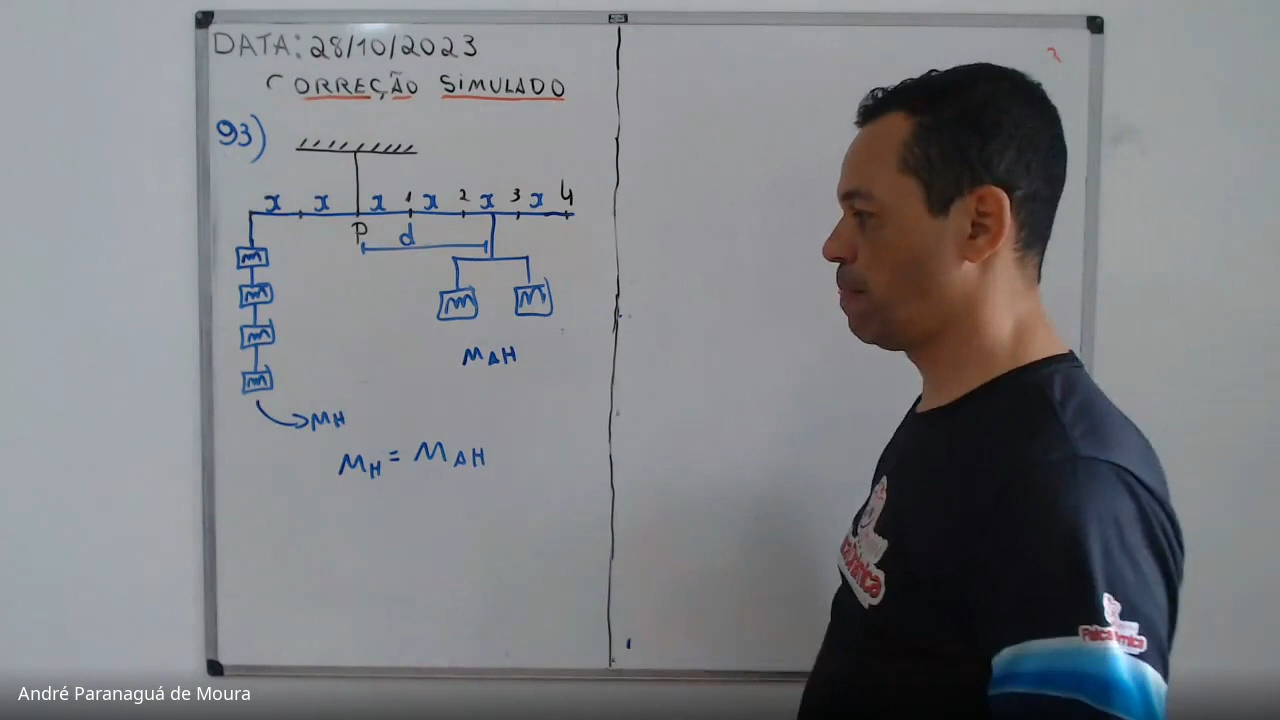 DATA: 28/10/2023
CORREÇÃO SIMULADO
93)
x x x 1 x 2 x 3 x 4
P d
m
m m m
m
m
MAH
MH
MH = MAH
André Paranaguá de Moura